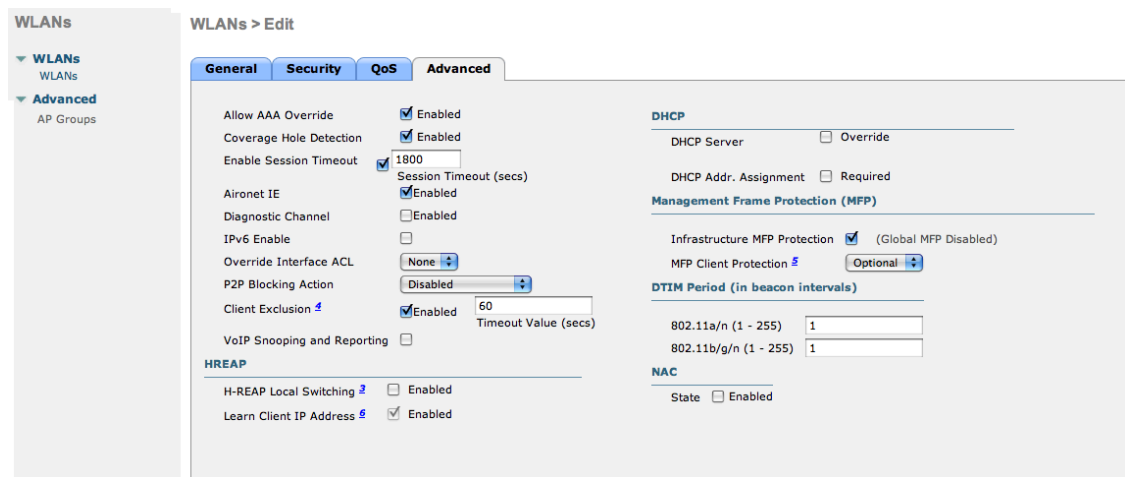 WLANs
WLANs
WLANs
Advanced
AP Groups
WLANs > Edit
General Security QoS Advanced
Allow AAA Override Enabled
Coverage Hole Detection Enabled
Enable Session Timeout 1800
Session Timeout (secs)
Aironet IE Enabled
Diagnostic Channel Enabled
IPv6 Enable
Override Interface ACL None
P2P Blocking Action Disabled
Client Exclusion 4 Enabled 60
Timeout Value (secs)
VoIP Snooping and Reporting
HREAP
H-REAP Local Switching 3 Enabled
Learn Client IP Address 6 Enabled
DHCP
DHCP Server Override
DHCP Addr. Assignment Required
Management Frame Protection (MFP)
Infrastructure MFP Protection (Global MFP Disabled)
MFP Client Protection 5 Optional
DTIM Period (in beacon intervals)
802.11a/n (1 - 255) 1
802.11b/g/n (1 - 255) 1
NAC
State Enabled